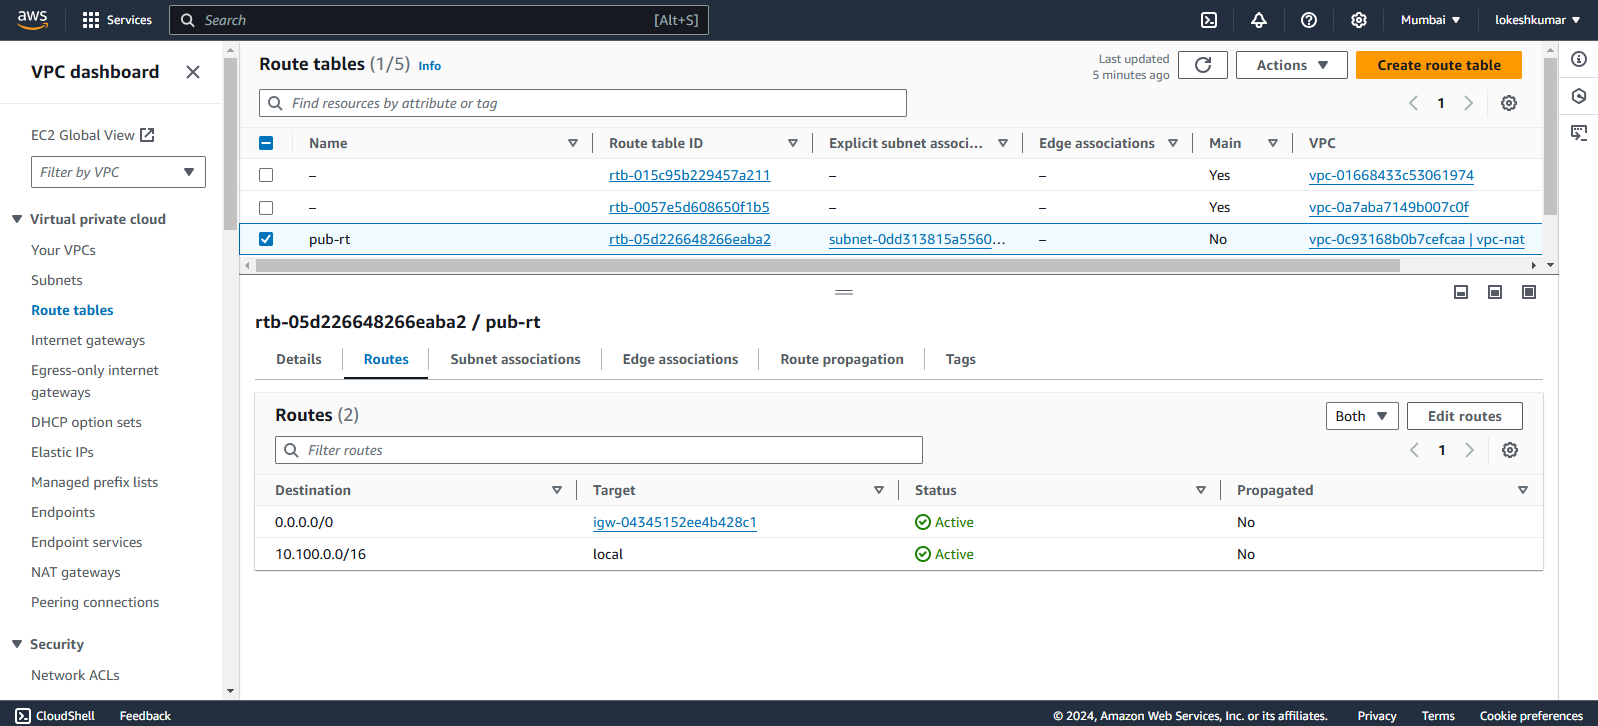 aws
Services
Search
[Alt+S]
Mumbai
lokeshkumar
VPC dashboard
EC2 Global View
Filter by VPC
Virtual private cloud
Your VPCs
Subnets
Route tables
Internet gateways
Egress-only internet
gateways
DHCP option sets
Elastic IPs
Managed prefix lists
Endpoints
Endpoint services
NAT gateways
Peering connections
Security
Network ACLs
Route tables (1/5) Info
Last updated
5 minutes ago
Actions
Create route table
Find resources by attribute or tag
1
Name Route table ID Explicit subnet associ... Edge associations Main VPC
– rtb-015c95b229457a211 – – Yes vpc-01668433c53061974
– rtb-0057e5d608650f1b5 – – Yes vpc-0a7aba7149b007c0f
pub-rt rtb-05d226648266eaba2 subnet-0dd313815a5560... – No vpc-0c93168b0b7cefcaa | vpc-nat
rtb-05d226648266eaba2 / pub-rt
Details Routes Subnet associations Edge associations Route propagation Tags
Routes (2)
Both
Edit routes
Filter routes
1
Destination Target Status Propagated
0.0.0.0/0 igw-04345152ee4b428c1 Active No
10.100.0.0/16 local Active No
CloudShell Feedback © 2024, Amazon Web Services, Inc. or its affiliates. Privacy Terms Cookie preferences